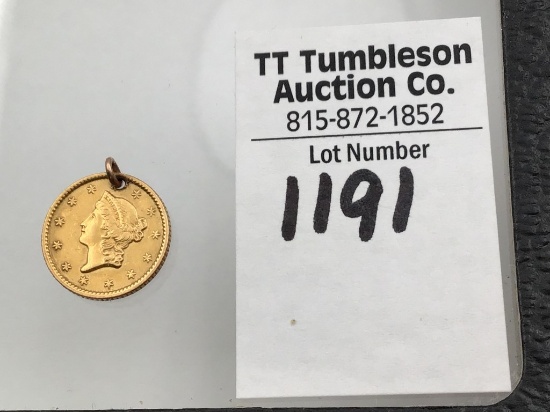 TT Tumbleson
Auction Co.
815-872-1852
Lot Number
1191